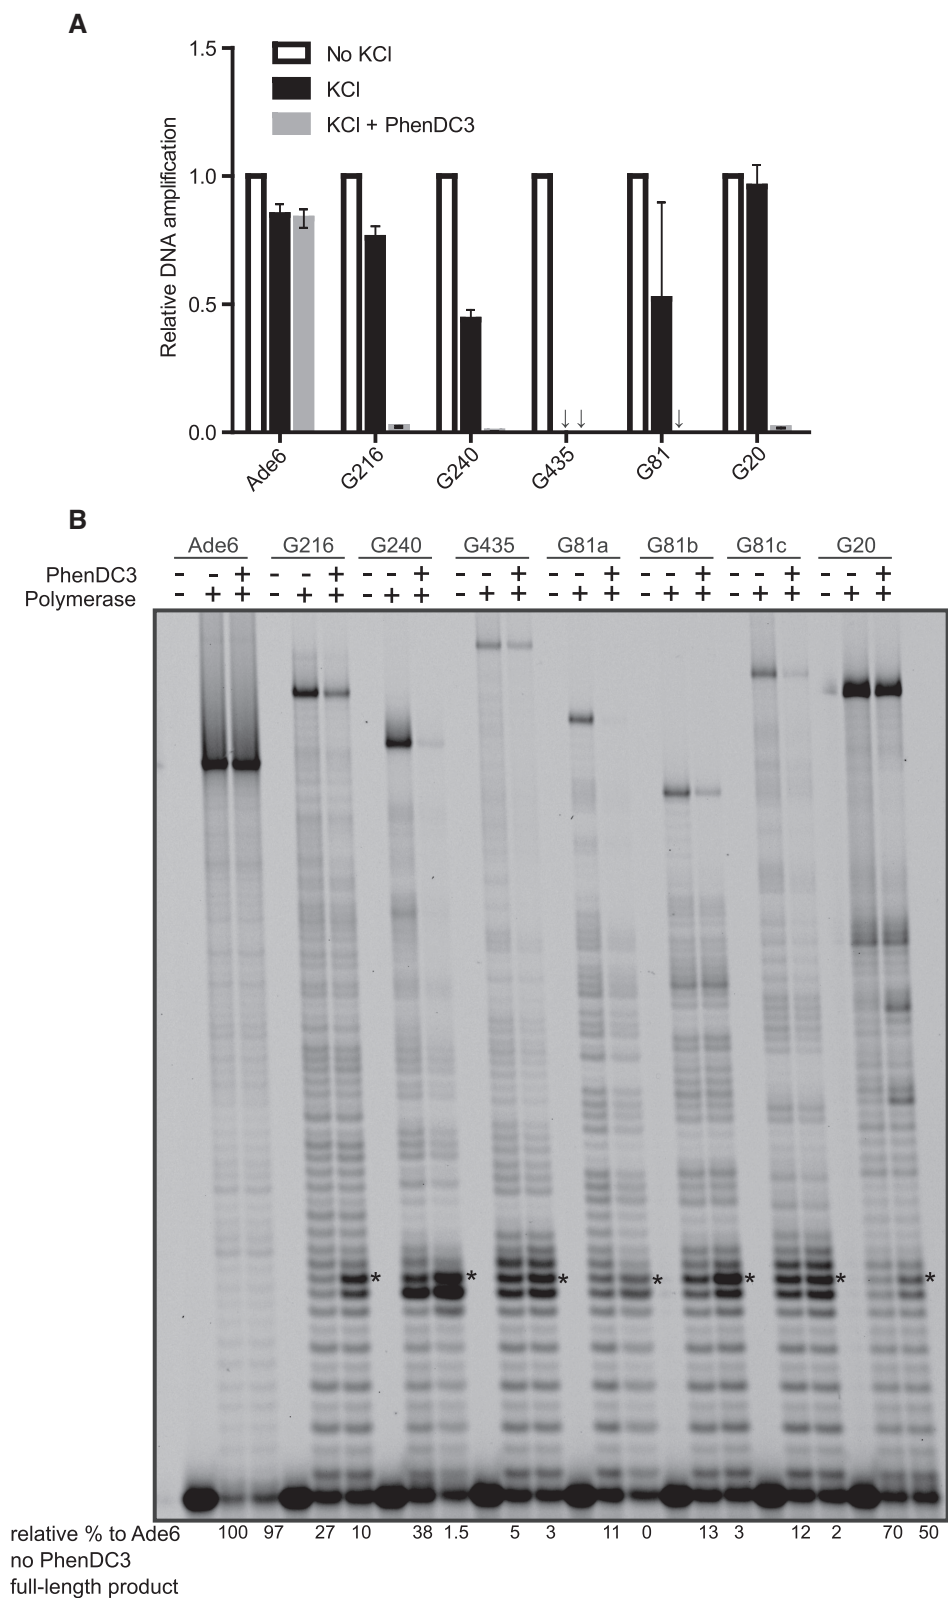 A
1.5
1.0
0.5
0.0
Relative DNA amplification
No KCl
KCl
KCl + PhenDC3
↓ ↓ ↓
Ade6 G216 G240 G435 G81 G20
B
Ade6 G216 G240 G435 G81a G81b G81c G20
PhenDC3 - - + - - + - - + - - + - - + - - + - - + - - +
Polymerase - + + - + + - + + - + + - + + - + + - + + - + +
* * * * * * *
relative % to Ade6 100 97 27 10 38 1.5 5 3 11 0 13 3 12 2 70 50
no PhenDC3
full-length product